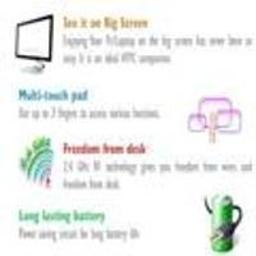 See it on Big Screen
Enjoying Your Pc/Laptop on the big screen has never been so
easy it is an ideal HTPC companion.
Multi-touch pad
Use up to 3 fingers to access various functions.
Freedom from desk
2.4 GHz RF technology gives you freedom from wires and
freedom from desk.
Long lasting battery
Power saving circuit for long battery life